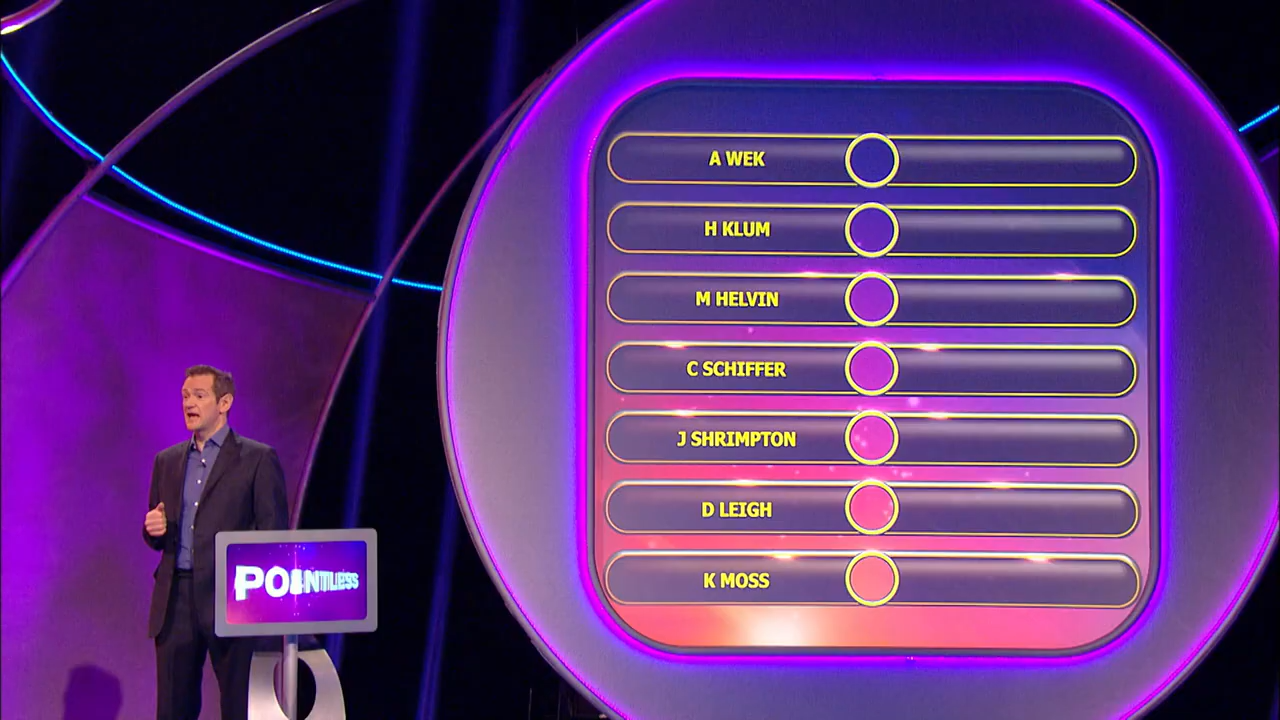 A WEK
H KLUM
M HELVIN
C SCHIFFER
J SHRIMPTON
D LEIGH
K MOSS
POINTLESS